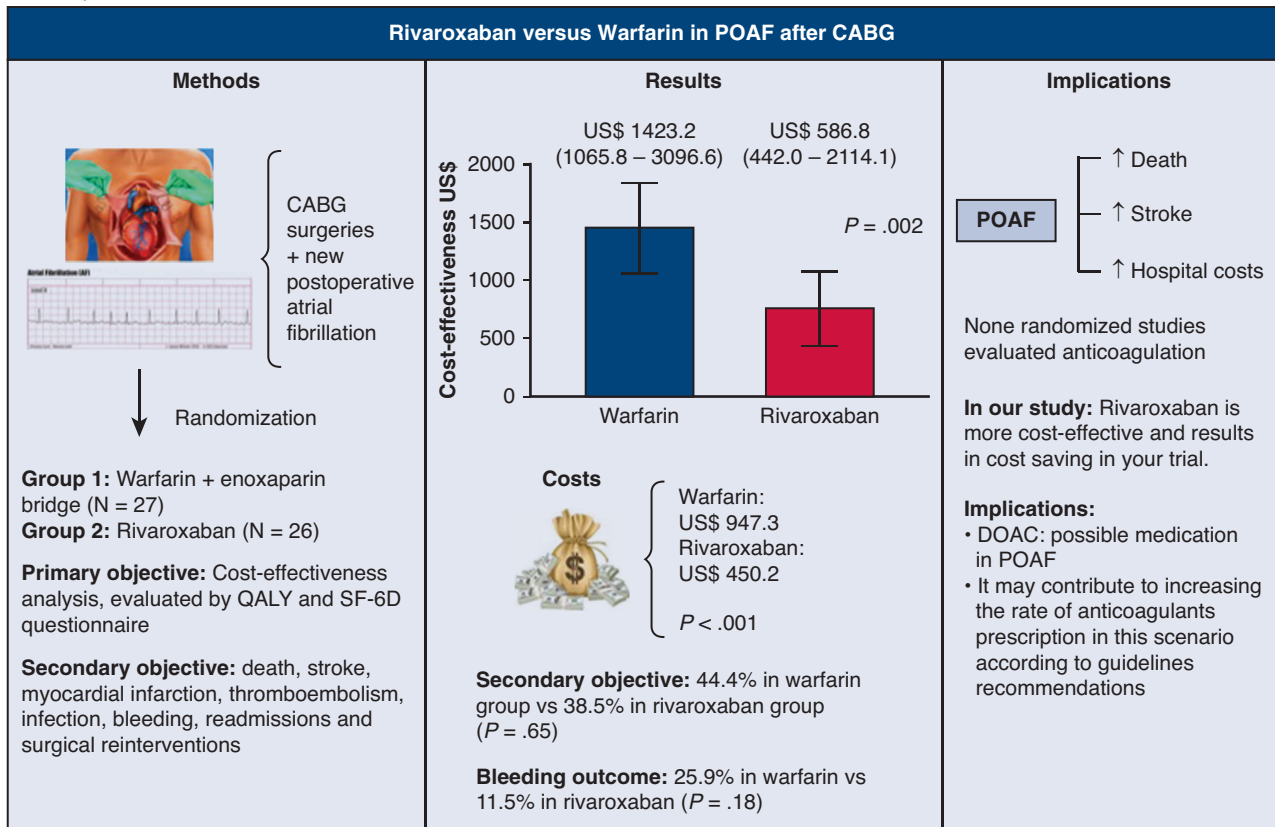 Rivaroxaban versus Warfarin in POAF after CABG
Methods
CABG
surgeries
+ new
postoperative
atrial
fibrillation
Atrial Fibrillation (AF)
Randomization
Group 1: Warfarin + enoxaparin
bridge (N = 27)
Group 2: Rivaroxaban (N = 26)
Primary objective: Cost-effectiveness
analysis, evaluated by QALY and SF-6D
questionnaire
Secondary objective: death, stroke,
myocardial infarction, thromboembolism,
infection, bleeding, readmissions and
surgical reinterventions
Results
US$ 1423.2
(1065.8 – 3096.6)
US$ 586.8
(442.0 – 2114.1)
P = .002
Cost-effectiveness US$
2000
1500
1000
500
0
Warfarin
Rivaroxaban
Costs
$
Warfarin:
US$ 947.3
Rivaroxaban:
US$ 450.2
P < .001
Secondary objective: 44.4% in warfarin
group vs 38.5% in rivaroxaban group
(P = .65)
Bleeding outcome: 25.9% in warfarin vs
11.5% in rivaroxaban (P = .18)
Implications
POAF
↑ Death
↑ Stroke
↑ Hospital costs
None randomized studies
evaluated anticoagulation
In our study: Rivaroxaban is
more cost-effective and results
in cost saving in your trial.
Implications:
• DOAC: possible medication
in POAF
• It may contribute to increasing
the rate of anticoagulants
prescription in this scenario
according to guidelines
recommendations